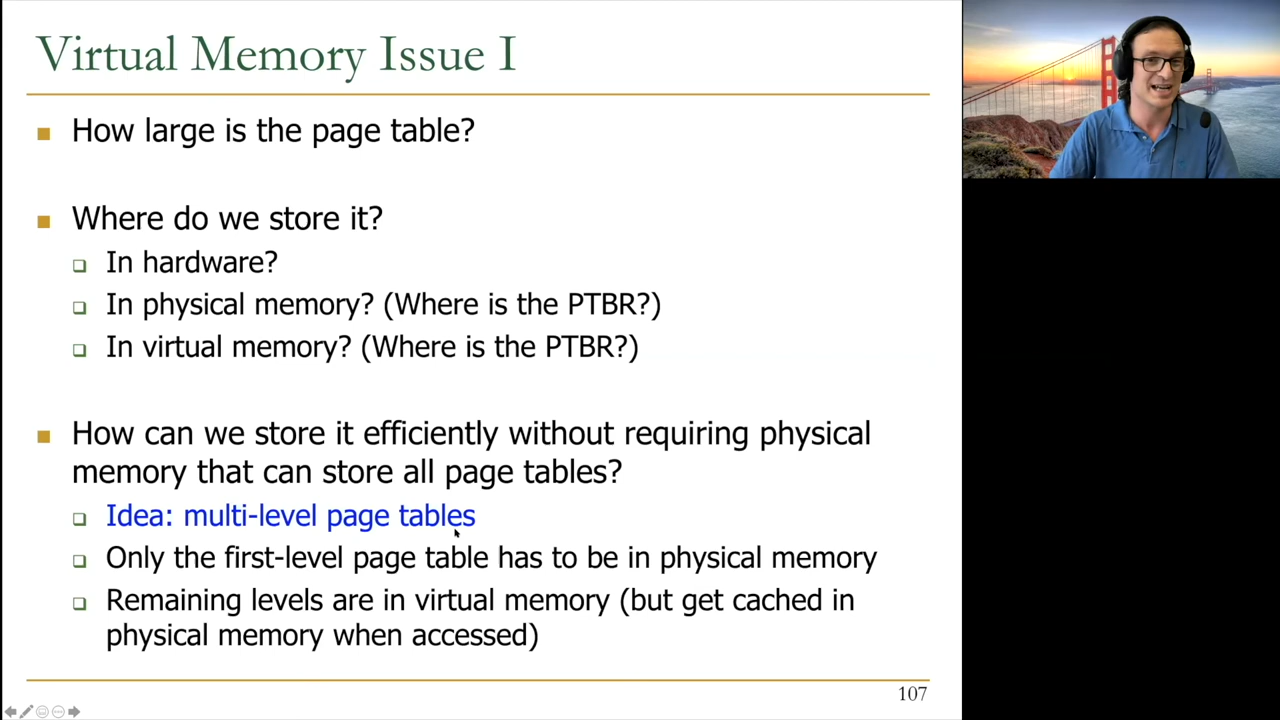 Virtual Memory Issue I
How large is the page table?
Where do we store it?
In hardware?
In physical memory? (Where is the PTBR?)
In virtual memory? (Where is the PTBR?)
How can we store it efficiently without requiring physical
memory that can store all page tables?
Idea: multi-level page tables
Only the first-level page table has to be in physical memory
Remaining levels are in virtual memory (but get cached in
physical memory when accessed)
107